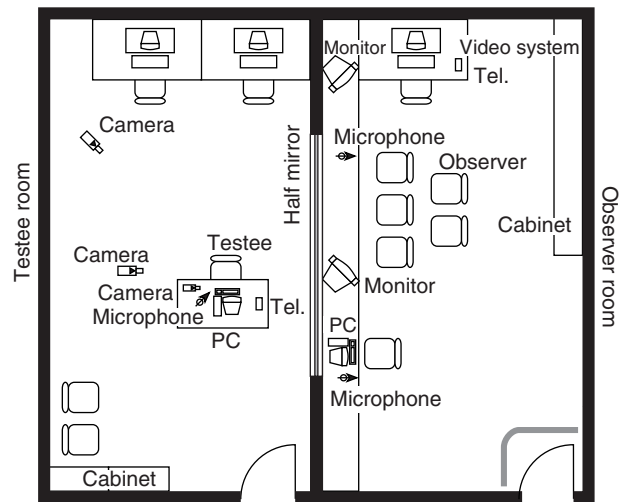 Testee room
Camera
Camera
Testee
Camera
Microphone
Tel.
PC
Cabinet
Half mirror
Monitor
Video system
Tel.
Microphone
Observer
Cabinet
Monitor
PC
Microphone
Observer room